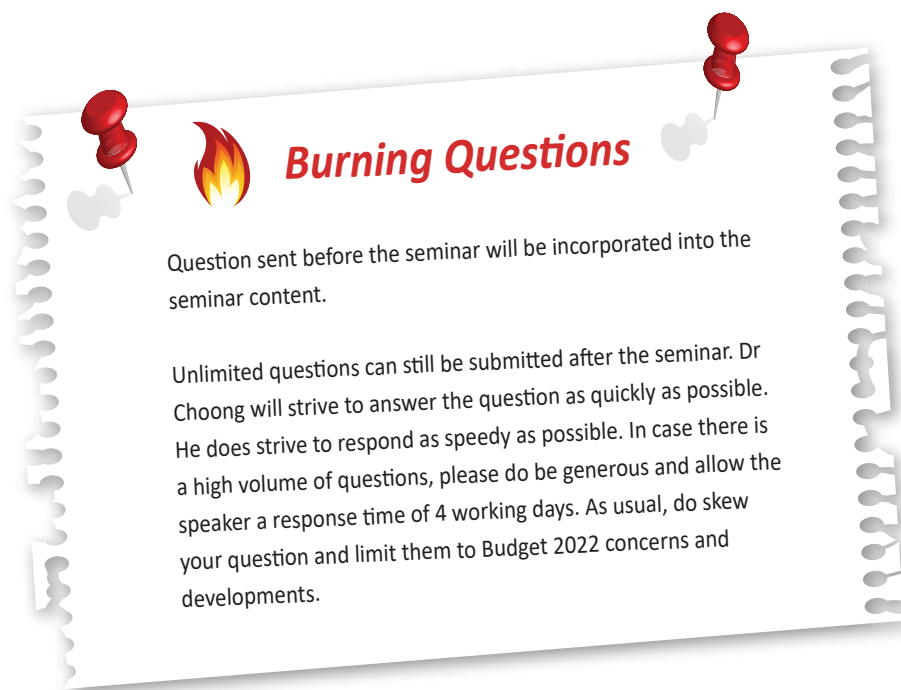 Burning Questions
Question sent before the seminar will be incorporated into the
seminar content.
Unlimited questions can still be submitted after the seminar. Dr
Choong will strive to answer the question as quickly as possible.
He does strive to respond as speedy as possible. In case there is
a high volume of questions, please do be generous and allow the
speaker a response time of 4 working days. As usual, do skew
your question and limit them to Budget 2022 concerns and
developments.